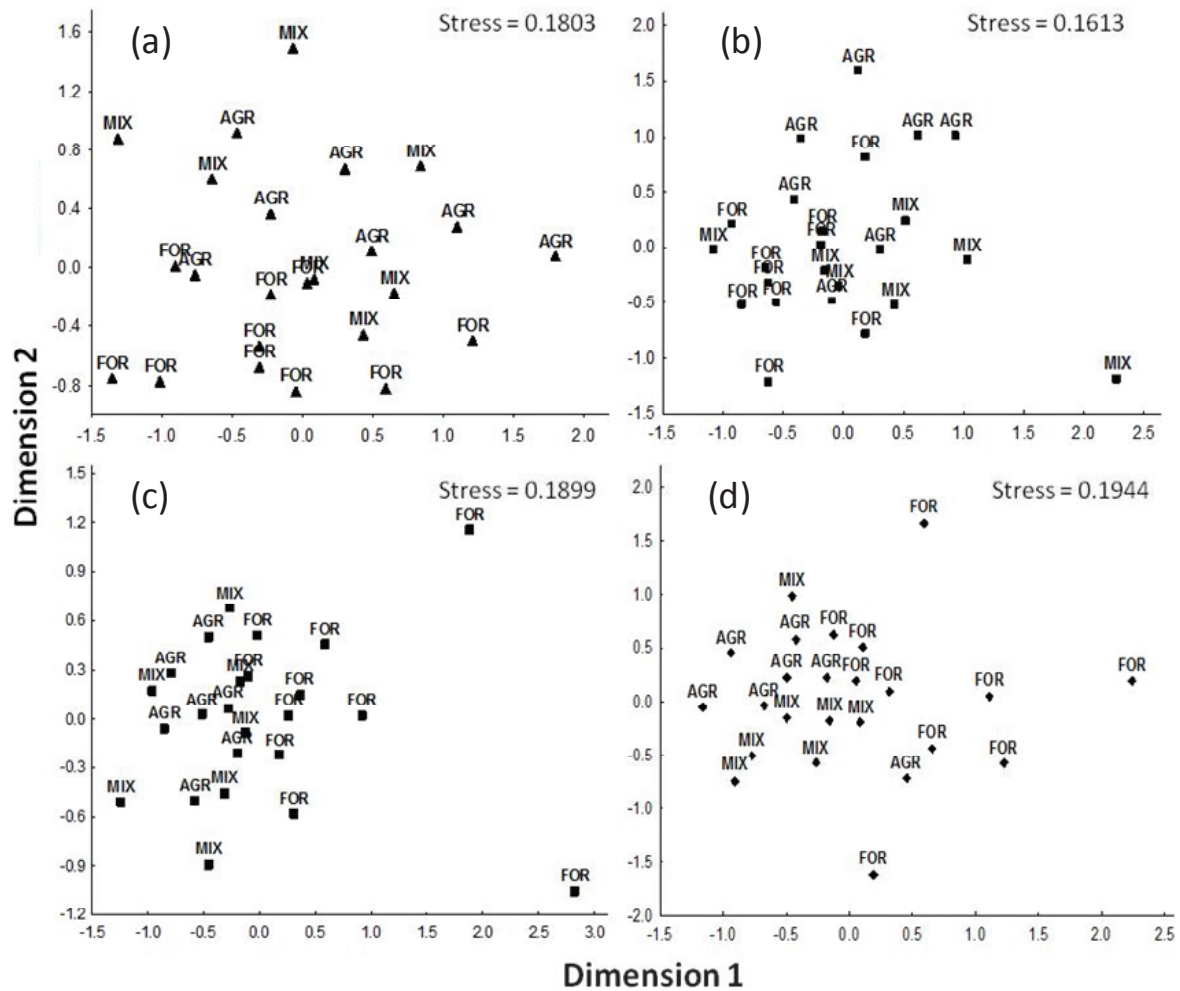 Dimension 2
(a)
Stress = 0.1803
1.6
1.2
0.8
0.4
0.0
-0.4
-0.8
MIX
AGR
MIX
MIX
AGR
MIX
AGR
AGR
AGR
AGR
FOR
AGR
FOR
FOR
MIX
MIX
MIX
FOR
FOR
FOR
FOR
FOR
FOR
FOR
-1.5 -1.0 -0.5 0.0 0.5 1.0 1.5 2.0
(b)
Stress = 0.1613
2.0
1.5
1.0
0.5
0.0
-0.5
-1.0
-1.5
AGR
AGR
AGR AGR
FOR
AGR
FOR
FOR
MIX
MIX
FOR
AGR
MIX
FOR
MIX
FOR
MIX
FOR
FOR
AGR
MIX
FOR
FOR
MIX
-1.5 -1.0 -0.5 0.0 0.5 1.0 1.5 2.0 2.5
(c)
Stress = 0.1899
1.5
1.2
0.9
0.6
0.3
0.0
-0.3
-0.6
-0.9
-1.2
FOR
MIX
AGR
FOR
FOR
AGR
FOR
MIX
MIX
FOR
AGR
AGR
FOR
FOR
AGR
MIX
AGR
FOR
MIX
AGR
MIX
FOR
MIX
FOR
-1.5 -1.0 -0.5 0.0 0.5 1.0 1.5 2.0 2.5 3.0
(d)
Stress = 0.1944
2.0
1.5
1.0
0.5
0.0
-0.5
-1.0
-1.5
-2.0
FOR
MIX
FOR
AGR
FOR
AGR
AGR
AGR
FOR
FOR
FOR
FOR
AGR
AGR
MIX
MIX
MIX
FOR
MIX
MIX
FOR
MIX
AGR
FOR
-1.5 -1.0 -0.5 0.0 0.5 1.0 1.5 2.0 2.5
Dimension 1